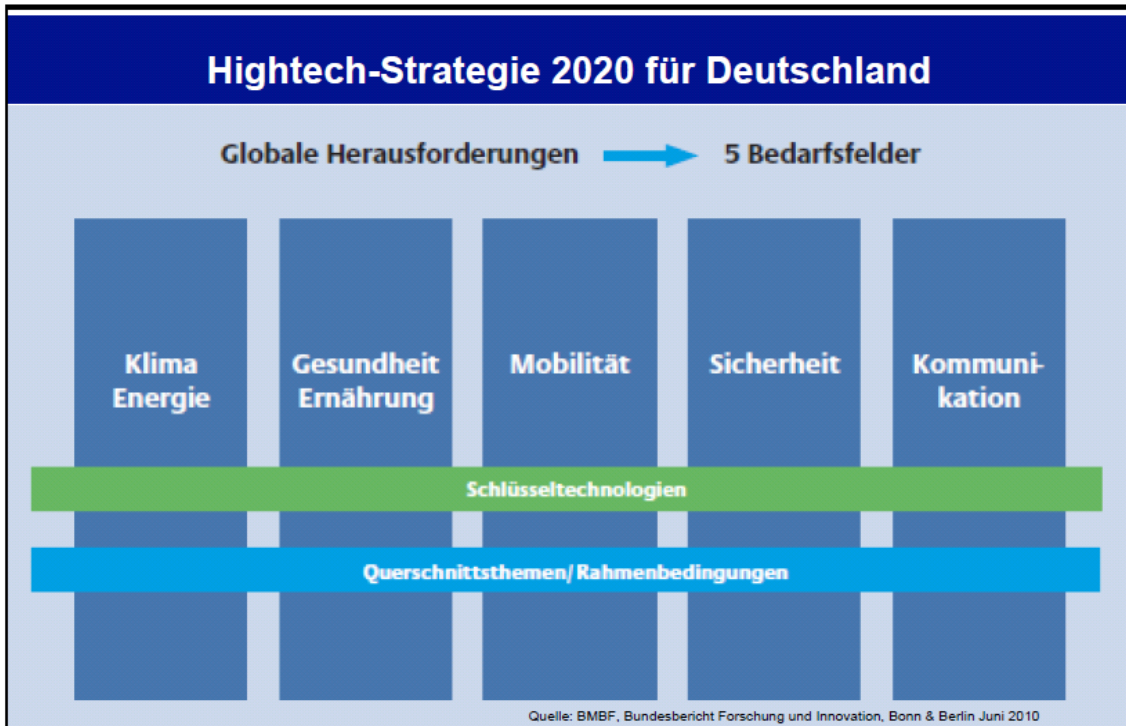 Hightech-Strategie 2020 für Deutschland
Globale Herausforderungen
5 Bedarfsfelder
Klima
Energie
Gesundheit
Ernährung
Mobilität
Sicherheit
Kommuni-
kation
Schlüsseltechnologien
Querschnittsthemen/Rahmenbedingungen
Quelle: BMBF, Bundesbericht Forschung und Innovation, Bonn & Berlin Juni 2010